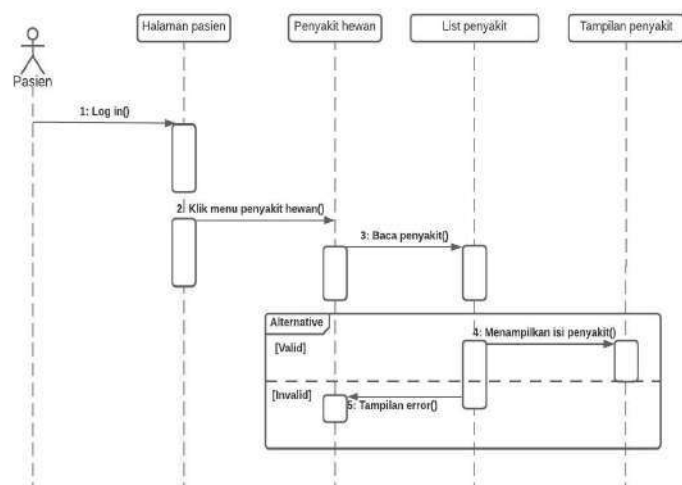 Halaman pasien
Penyakit hewan
List penyakit
Tampilan penyakit
Pasien
1: Log in()
2: Klik menu penyakit hewan()
3: Baca penyakit()
Alternative
4: Menampilkan isi penyakit()
[Valid]
[Invalid]
5: Tampilan error()